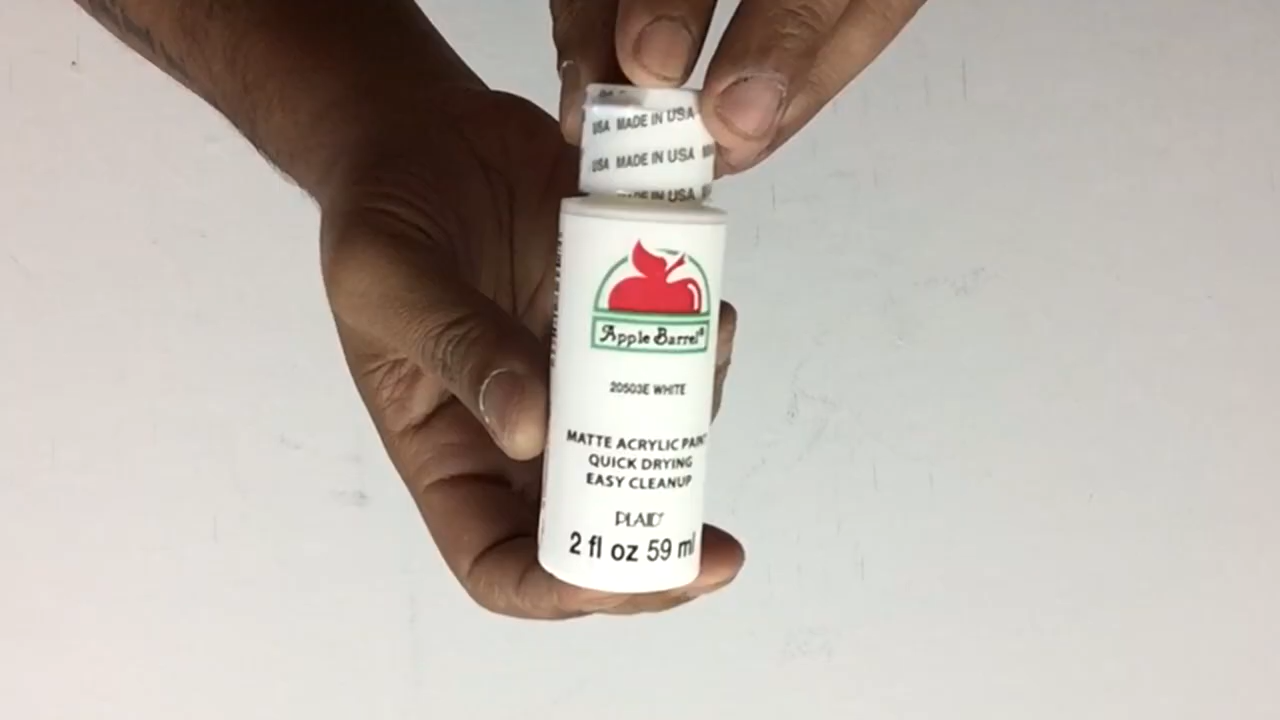 USA MADE IN USA
USA MADE IN USA
MADE IN USA
Apple Barrel®
20503E WHITE
MATTE ACRYLIC PAINT
QUICK DRYING
EASY CLEANUP
PLAID®
2 fl oz 59 ml